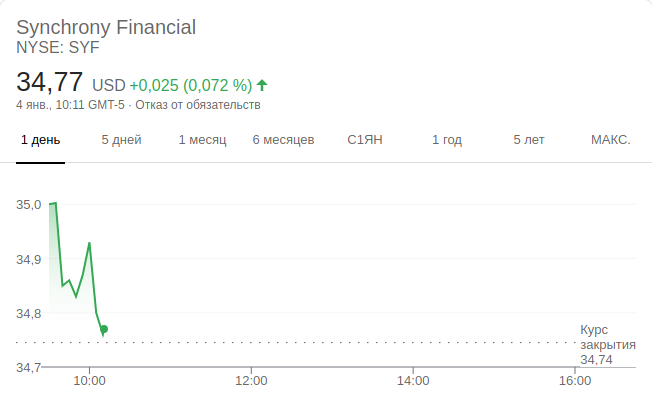 Synchrony Financial
NYSE: SYF
34,77 USD +0,025 (0,072 %)
4 янв., 10:11 GMT-5 · Отказ от обязательств
1 день 5 дней 1 месяц 6 месяцев С1ЯН 1 год 5 лет МАКС.
35,0
34,9
34,8
34,7
Курс
закрытия
34,74
10:00 12:00 14:00 16:00